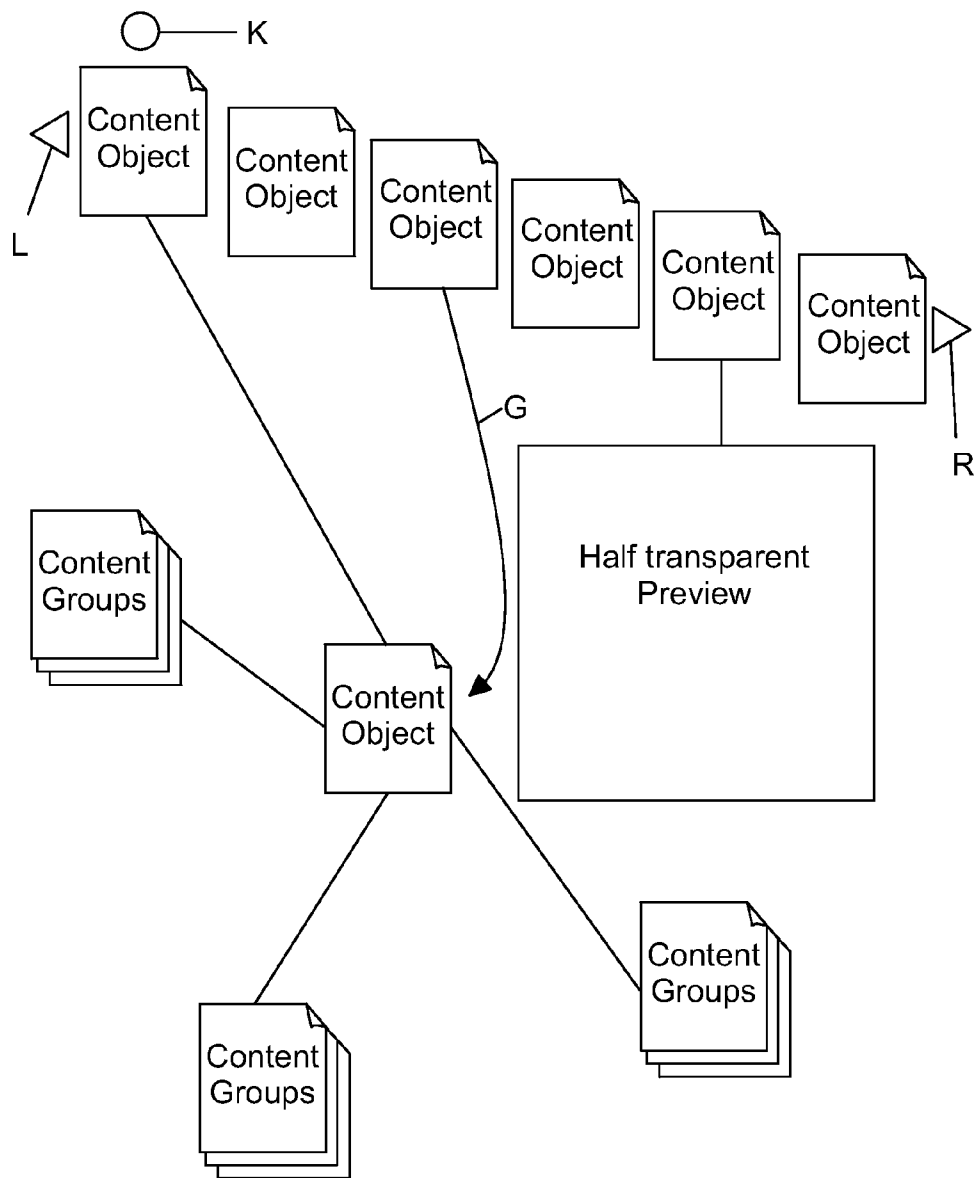 K
Content
Object
L
Content
Object
Content
Object
Content
Object
Content
Object
Content
Object
R
G
Half transparent
Preview
Content
Groups
Content
Object
Content
Groups
Content
Groups